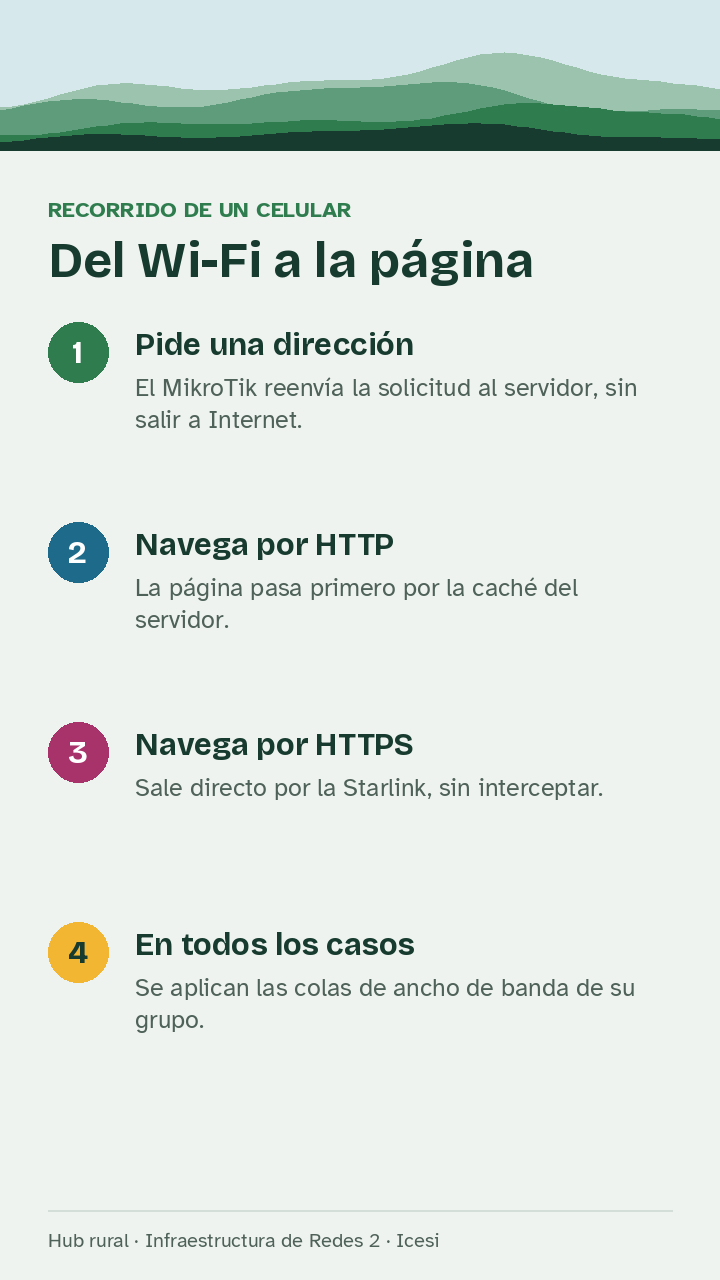 RECORRIDO DE UN CELULAR
Del Wi-Fi a la página
1
Pide una dirección
El MikroTik reenvía la solicitud al servidor, sin
salir a Internet.
2
Navega por HTTP
La página pasa primero por la caché del
servidor.
3
Navega por HTTPS
Sale directo por la Starlink, sin interceptar.
4
En todos los casos
Se aplican las colas de ancho de banda de su
grupo.
Hub rural · Infraestructura de Redes 2 · Icesi